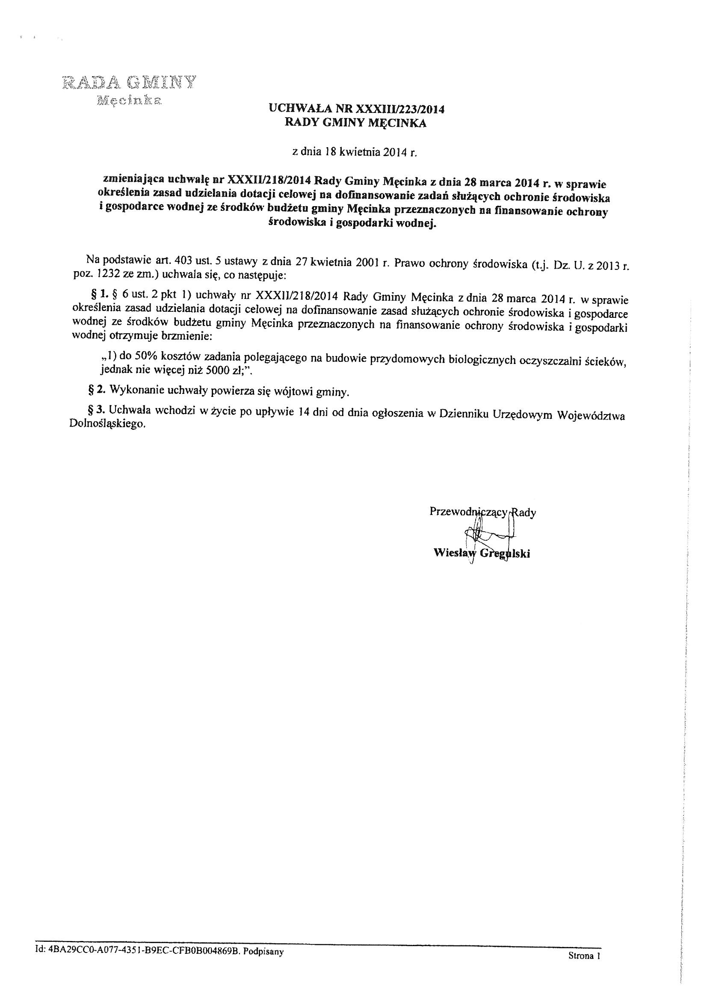 RADA GMINY
Męcinka
UCHWAŁA NR XXXIII/223/2014
RADY GMINY MĘCINKA
z dnia 18 kwietnia 2014 r.
zmieniająca uchwałę nr XXXII/218/2014 Rady Gminy Męcinka z dnia 28 marca 2014 r. w sprawie
określenia zasad udzielania dotacji celowej na dofinansowanie zadań służących ochronie środowiska
i gospodarce wodnej ze środków budżetu gminy Męcinka przeznaczonych na finansowanie ochrony
środowiska i gospodarki wodnej.
Na podstawie art. 403 ust. 5 ustawy z dnia 27 kwietnia 2001 r. Prawo ochrony środowiska (t.j. Dz. U. z 2013 r.
poz. 1232 ze zm.) uchwala się, co następuje:
§ 1. § 6 ust. 2 pkt 1) uchwały nr XXXII/218/2014 Rady Gminy Męcinka z dnia 28 marca 2014 r. w sprawie
określenia zasad udzielania dotacji celowej na dofinansowanie zasad służących ochronie środowiska i gospodarce
wodnej ze środków budżetu gminy Męcinka przeznaczonych na finansowanie ochrony środowiska i gospodarki
wodnej otrzymuje brzmienie:
„1) do 50% kosztów zadania polegającego na budowie przydomowych biologicznych oczyszczalni ścieków,
jednak nie więcej niż 5000 zł;”.
§ 2. Wykonanie uchwały powierza się wójtowi gminy.
§ 3. Uchwała wchodzi w życie po upływie 14 dni od dnia ogłoszenia w Dzienniku Urzędowym Województwa
Dolnośląskiego.
Przewodniczący Rady
Wiesław Gregulski
Id: 4BA29CC0-A077-4351-B9EC-CFB0B004869B. Podpisany
Strona 1